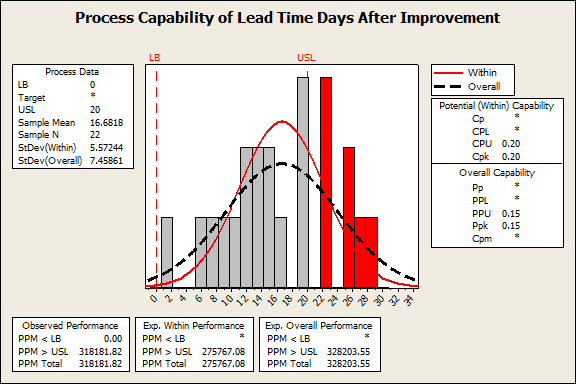 Process Capability of Lead Time Days After Improvement
LB
USL
Process Data
LB 0
Target *
USL 20
Sample Mean 16.6818
Sample N 22
StDev(Within) 5.57244
StDev(Overall) 7.45861
Within
Overall
Potential (Within) Capability
Cp *
CPL *
CPU 0.20
Cpk 0.20
Overall Capability
Pp *
PPL *
PPU 0.15
Ppk 0.15
Cpm *
0 2 4 6 8 10 12 14 16 18 20 22 24 26 28 30 32 34
Observed Performance
PPM < LB 0.00
PPM > USL 318181.82
PPM Total 318181.82
Exp. Within Performance
PPM < LB *
PPM > USL 275767.08
PPM Total 275767.08
Exp. Overall Performance
PPM < LB *
PPM > USL 328203.55
PPM Total 328203.55